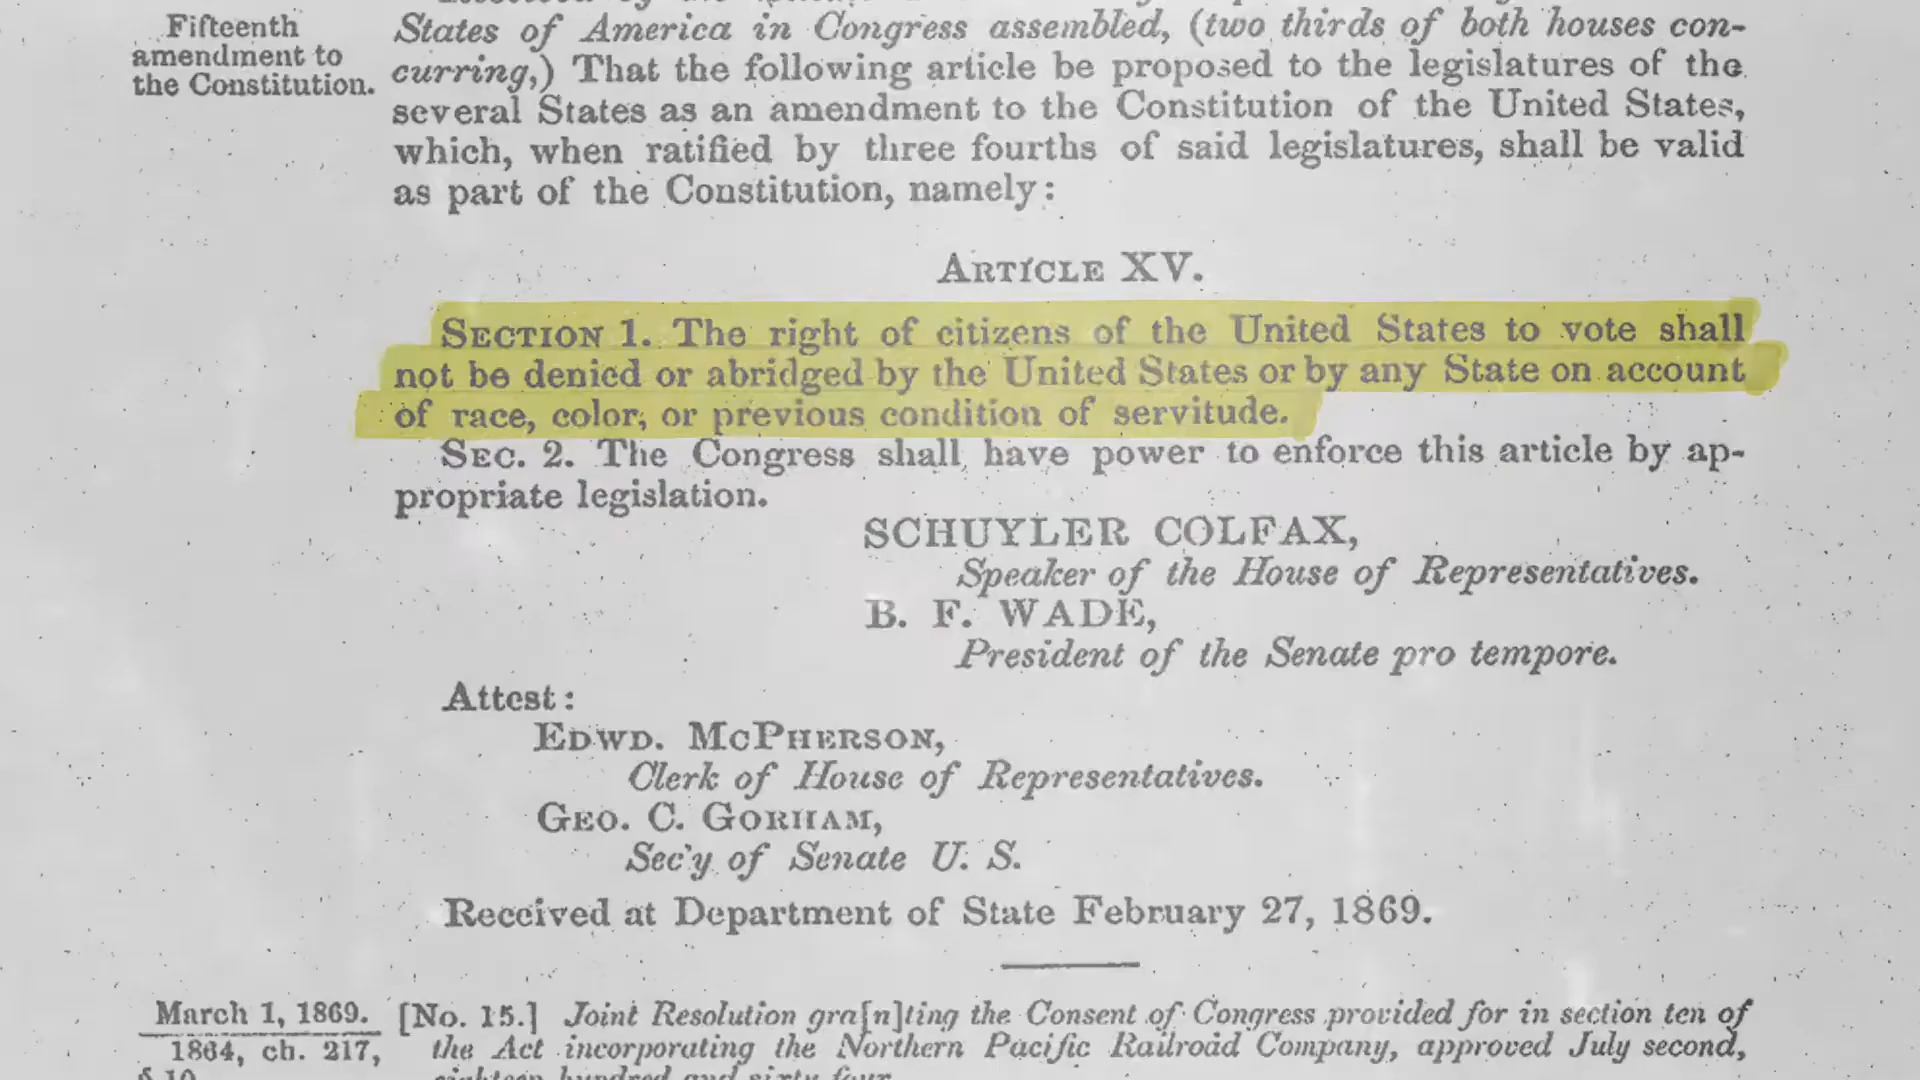 Fifteenth
amendment to
the Constitution.
States of America in Congress assembled, (two thirds of both houses con-
curring,) That the following article be proposed to the legislatures of the
several States as an amendment to the Constitution of the United States,
which, when ratified by three fourths of said legislatures, shall be valid
as part of the Constitution, namely:
ARTICLE XV.
SECTION 1. The right of citizens of the United States to vote shall
not be denied or abridged by the United States or by any State on account
of race, color, or previous condition of servitude.
SEC. 2. The Congress shall have power to enforce this article by ap-
propriate legislation.
SCHUYLER COLFAX,
Speaker of the House of Representatives.
B. F. WADE,
President of the Senate pro tempore.
Attest:
EDWD. MCPHERSON,
Clerk of House of Representatives.
GEO. C. GORHAM,
Sec'y of Senate U. S.
Received at Department of State February 27, 1869.
March 1, 1869.
1864, ch. 217,
§ 10.
[No. 15.] Joint Resolution gra[n]ting the Consent of Congress provided for in section ten of
the Act incorporating the Northern Pacific Railroad Company, approved July second,
eighteen hundred and sixty four.